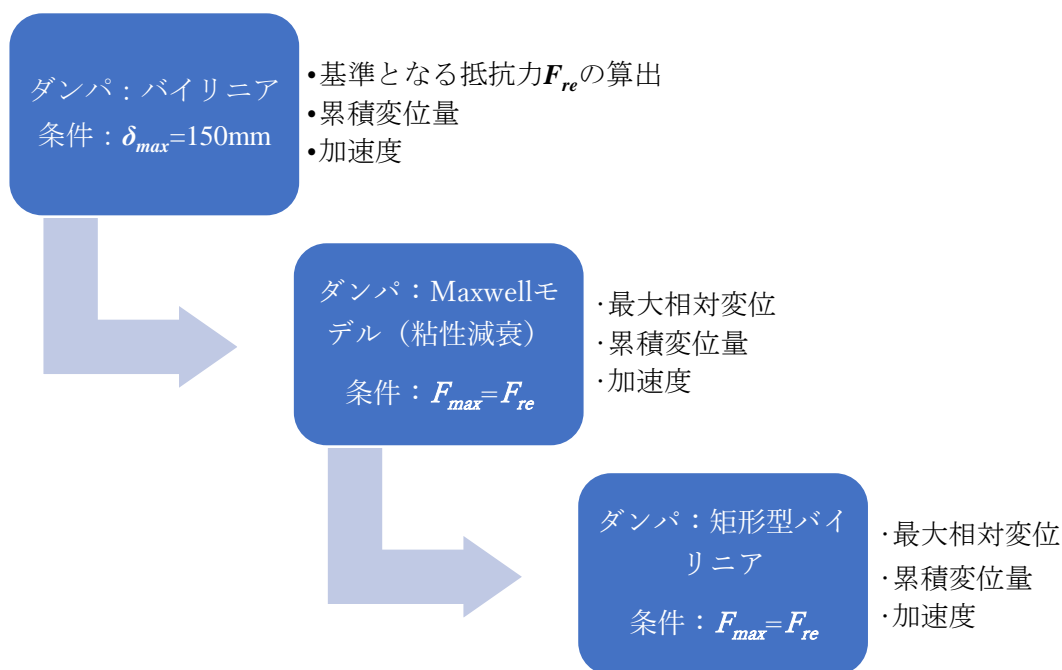 ダンパ：バイリニア
条件：δmax=150mm
•基準となる抵抗力Freの算出
•累積変位量
•加速度
ダンパ：Maxwellモ
デル（粘性減衰）
条件：Fmax=Fre
·最大相対変位
·累積変位量
·加速度
ダンパ：矩形型バイ
リニア
条件：Fmax=Fre
·最大相対変位
·累積変位量
·加速度